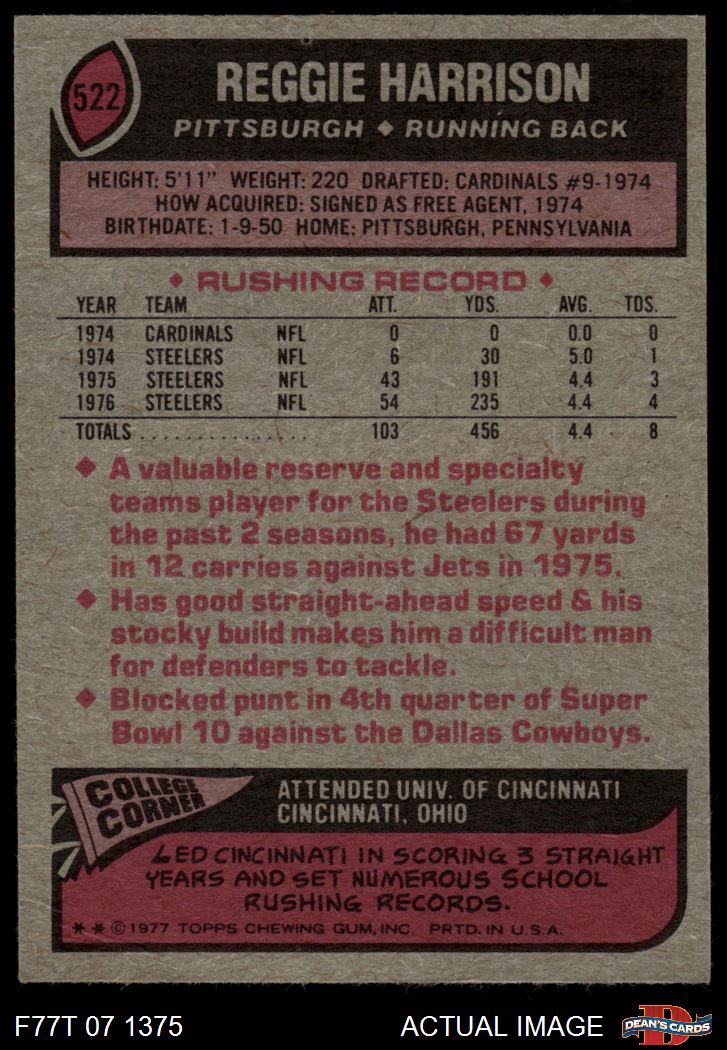 522
REGGIE HARRISON
PITTSBURGH ◆ RUNNING BACK
HEIGHT: 5'11" WEIGHT: 220 DRAFTED: CARDINALS #9-1974
HOW ACQUIRED: SIGNED AS FREE AGENT, 1974
BIRTHDATE: 1-9-50 HOME: PITTSBURGH, PENNSYLVANIA
◆ RUSHING RECORD ◆
YEAR TEAM ATT. YDS. AVG. TDS.
1974 CARDINALS NFL 0 0 0.0 0
1974 STEELERS NFL 6 30 5.0 1
1975 STEELERS NFL 43 191 4.4 3
1976 STEELERS NFL 54 235 4.4 4
TOTALS ................ 103 456 4.4 8
◆ A valuable reserve and specialty
teams player for the Steelers during
the past 2 seasons, he had 67 yards
in 12 carries against Jets in 1975.
◆ Has good straight-ahead speed & his
stocky build makes him a difficult man
for defenders to tackle.
◆ Blocked punt in 4th quarter of Super
Bowl 10 against the Dallas Cowboys.
COLLEGE
CORNER
ATTENDED UNIV. OF CINCINNATI
CINCINNATI, OHIO
LED CINCINNATI IN SCORING 3 STRAIGHT
YEARS AND SET NUMEROUS SCHOOL
RUSHING RECORDS.
* * © 1977 TOPPS CHEWING GUM, INC. PRTD. IN U.S.A.
F77T 07 1375
ACTUAL IMAGE
D
DEAN'S CARDS